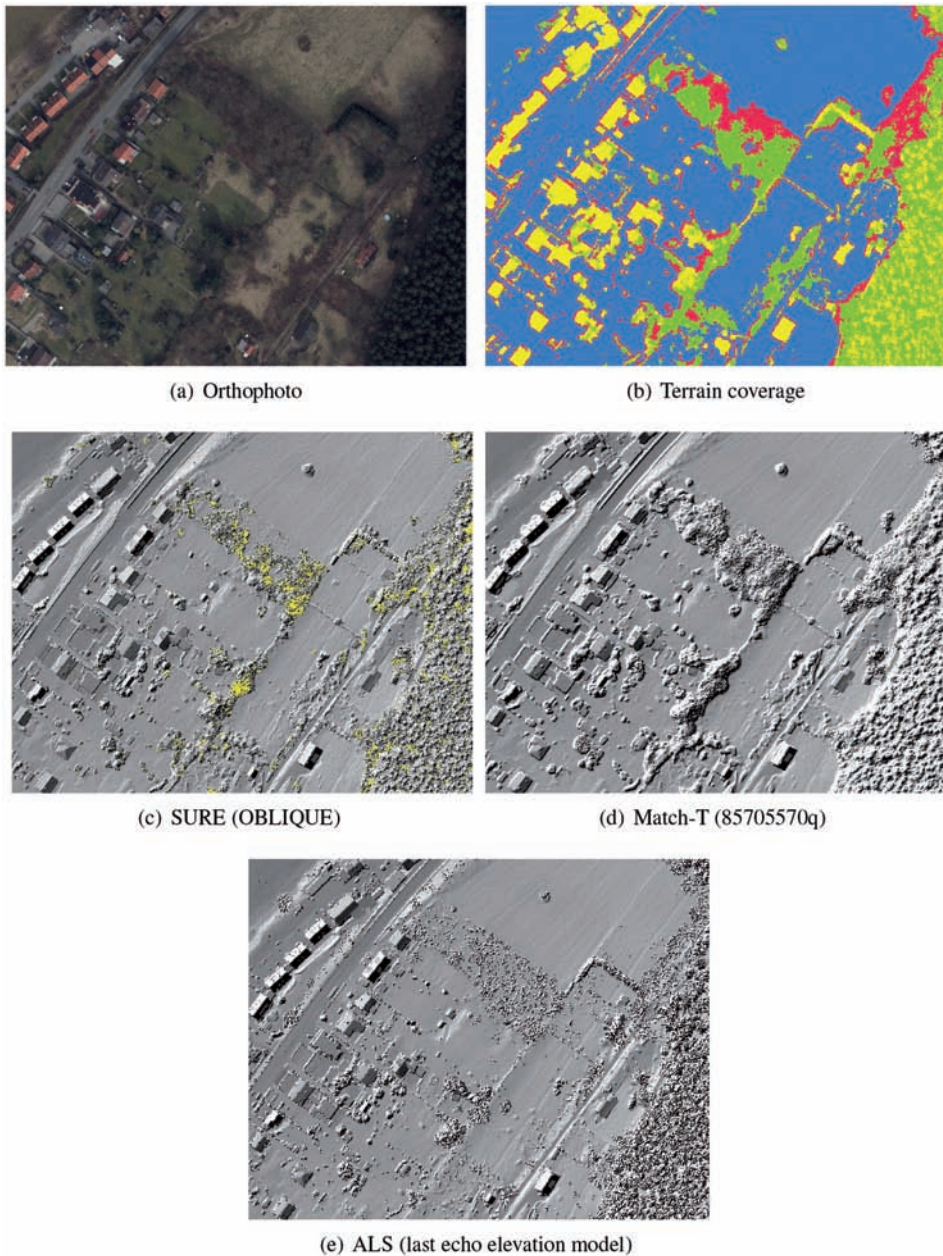 (a) Orthophoto
(b) Terrain coverage
(c) SURE (OBLIQUE)
(d) Match-T (85705570q)
(e) ALS (last echo elevation model)